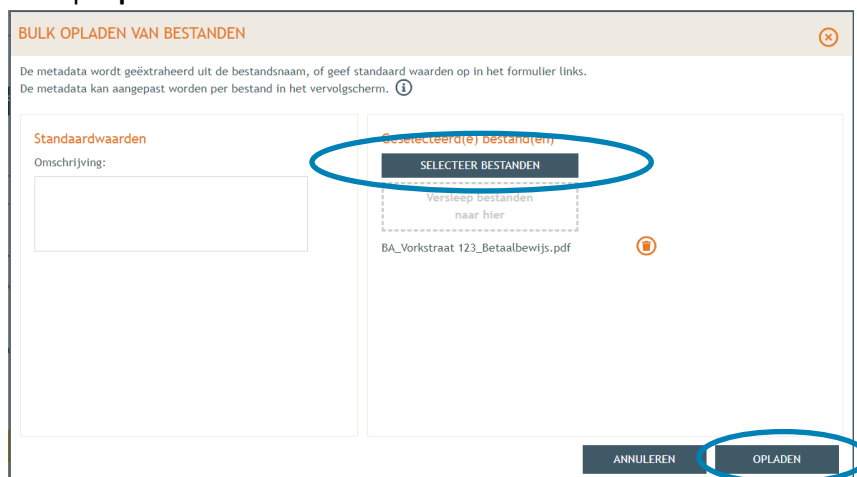 BULK OPLADEN VAN BESTANDEN
De metadata wordt geëxtraheerd uit de bestandsnaam, of geef standaard waarden op in het formulier links.
De metadata kan aangepast worden per bestand in het vervolgscherm.
Standaardwaarden
Omschrijving:
Geselecteerd(e) bestand(en)
SELECTEER BESTANDEN
Versleep bestanden
naar hier
BA_Vorkstraat 123_Betaalbewijs.pdf
ANNULEREN
OPLADEN